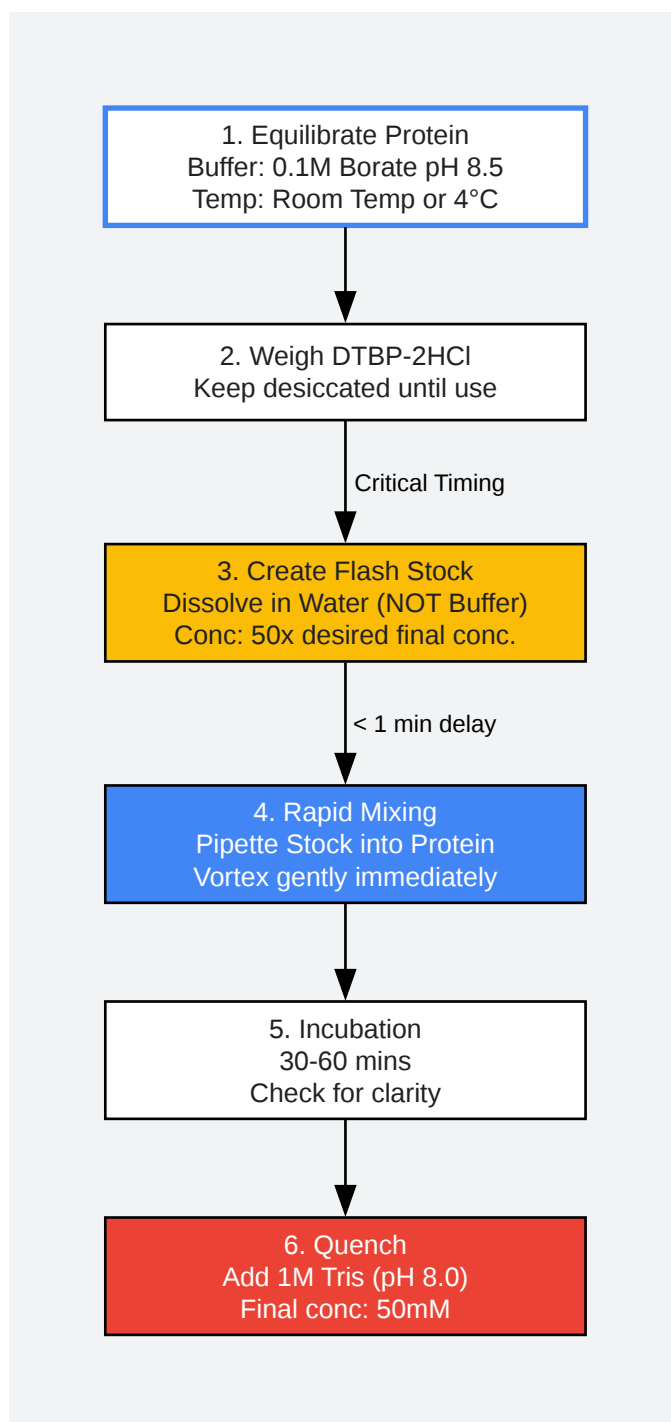 1. Equilibrate Protein
Buffer: 0.1M Borate pH 8.5
Temp: Room Temp or 4°C
2. Weigh DTBP-2HCl
Keep desiccated until use
Critical Timing
3. Create Flash Stock
Dissolve in Water (NOT Buffer)
Conc: 50x desired final conc.
< 1 min delay
4. Rapid Mixing
Pipette Stock into Protein
Vortex gently immediately
5. Incubation
30-60 mins
Check for clarity
6. Quench
Add 1M Tris (pH 8.0)
Final conc: 50mM